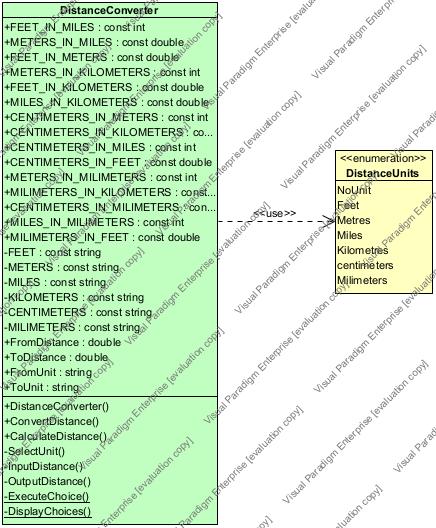 DistanceConverter
+FEET_IN_MILES : const int
+METERS_IN_MILES : const double
+FEET_IN_METERS : const double
+METERS_IN_KILOMETERS : const int
+FEET_IN_KILOMETERS : const double
+MILES_IN_KILOMETERS : const double
+CENTIMETERS_IN_METERS : const int
+CENTIMETERS_IN_KILOMETERS : co...
+CENTIMETERS_IN_MILES : const int
+CENTIMETERS_IN_FEET : const double
+METERS_IN_MILIMETERS : const double
+MILIMETERS_IN_KILOMETERS : const...
+CENTIMETERS_IN_MILIMETERS : con...
+MILES_IN_MILIMETERS : const int
+MILIMETERS_IN_FEET : const double
-FEET : const string
-METERS : const string
-MILES : const string
-KILOMETERS : const string
-CENTIMETERS : const string
-MILIMETERS : const string
+FromDistance : double
+ToDistance : double
+FromUnit : string
+ToUnit : string
+DistanceConverter()
+ConvertDistance()
+CalculateDistance()
-SelectUnit()
-InputDistance()
-OutputDistance()
-ExecuteChoice()
-DisplayChoices()
<<use>>
<<enumeration>>
DistanceUnits
NoUnit
Feet
Metres
Miles
Kilometres
centimeters
Milimeters
Visual Paradigm Enterprise [evaluation copy]